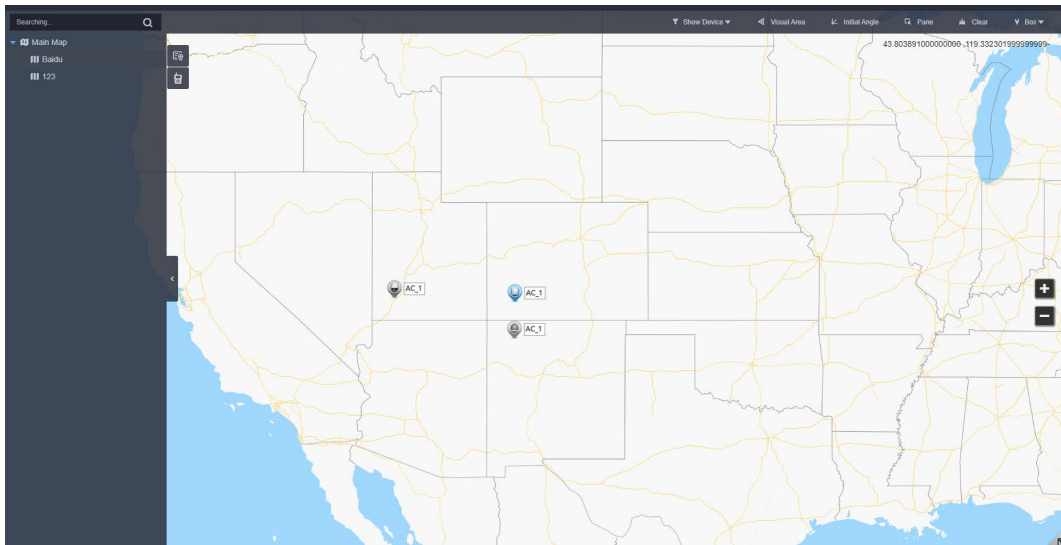 Searching...
Show Device
Visual Area
Initial Angle
Pane
Clear
Box
43.803891000000000-,119.332301999999999-
Main Map
Baidu
123
AC_1
AC_1
AC_1